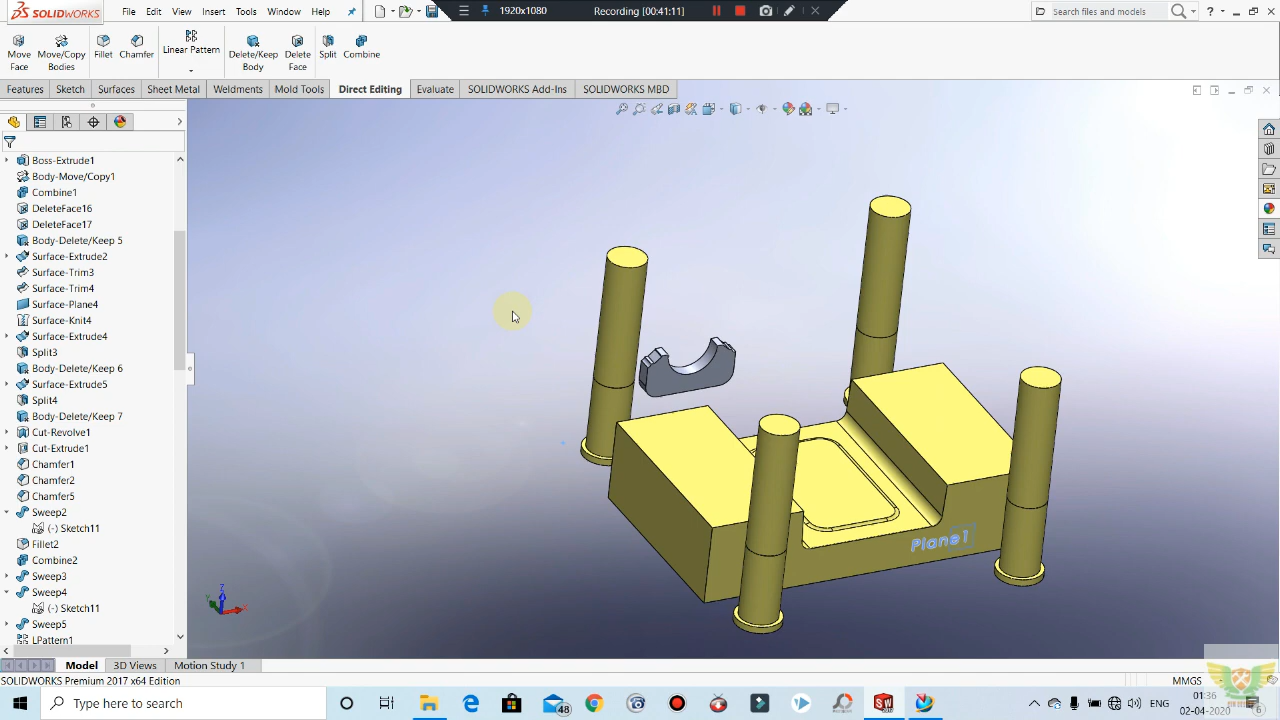 SOLIDWORKS
File Edit View Insert Tools Window Help
1920x1080 Recording [00:41:11]
Search files and models
Move Face
Move/Copy Bodies
Fillet
Chamfer
Linear Pattern
Delete/Keep Body
Delete Face
Split
Combine
Features Sketch Surfaces Sheet Metal Weldments Mold Tools Direct Editing Evaluate SOLIDWORKS Add-Ins SOLIDWORKS MBD
Boss-Extrude1
Body-Move/Copy1
Combine1
DeleteFace16
DeleteFace17
Body-Delete/Keep 5
Surface-Extrude2
Surface-Trim3
Surface-Trim4
Surface-Plane4
Surface-Knit4
Surface-Extrude4
Split3
Body-Delete/Keep 6
Surface-Extrude5
Split4
Body-Delete/Keep 7
Cut-Revolve1
Cut-Extrude1
Chamfer1
Chamfer2
Chamfer5
Sweep2
(-) Sketch11
Fillet2
Combine2
Sweep3
Sweep4
(-) Sketch11
Sweep5
LPattern1
Plane1
Z
X
Model 3D Views Motion Study 1
SOLIDWORKS Premium 2017 x64 Edition
MMGS
Type here to search
48
SW
ENG
01:36
02-04-2020
6